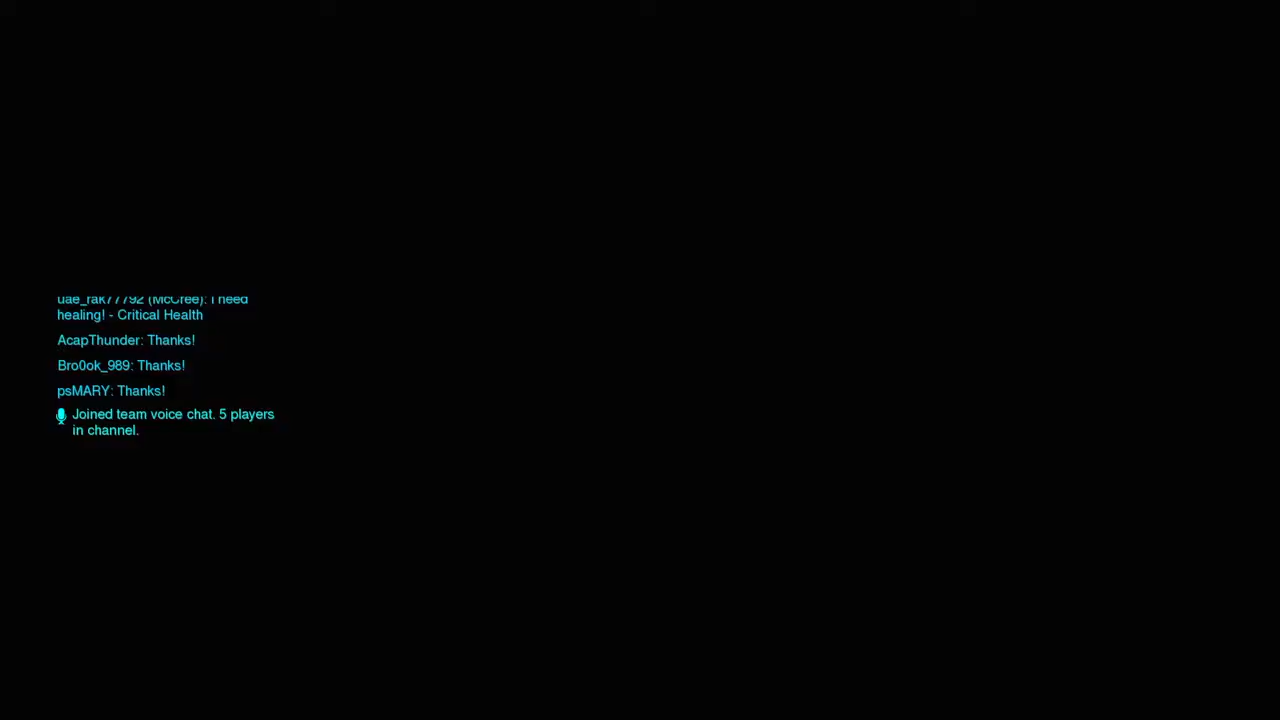 uae_rak77792 (McCree): I need
healing! - Critical Health
AcapThunder: Thanks!
Bro0ok_989: Thanks!
psMARY: Thanks!
Joined team voice chat. 5 players
in channel.